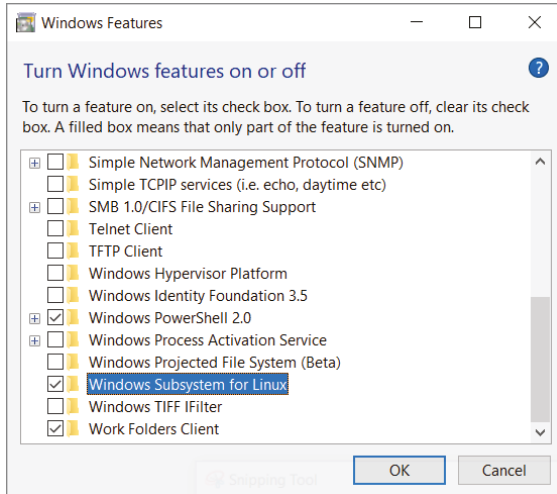 Windows Features
Turn Windows features on or off
?
To turn a feature on, select its check box. To turn a feature off, clear its check
box. A filled box means that only part of the feature is turned on.
Simple Network Management Protocol (SNMP)
Simple TCPIP services (i.e. echo, daytime etc)
SMB 1.0/CIFS File Sharing Support
Telnet Client
TFTP Client
Windows Hypervisor Platform
Windows Identity Foundation 3.5
Windows PowerShell 2.0
Windows Process Activation Service
Windows Projected File System (Beta)
Windows Subsystem for Linux
Windows TIFF IFilter
Work Folders Client
Snipping Tool
OK Cancel